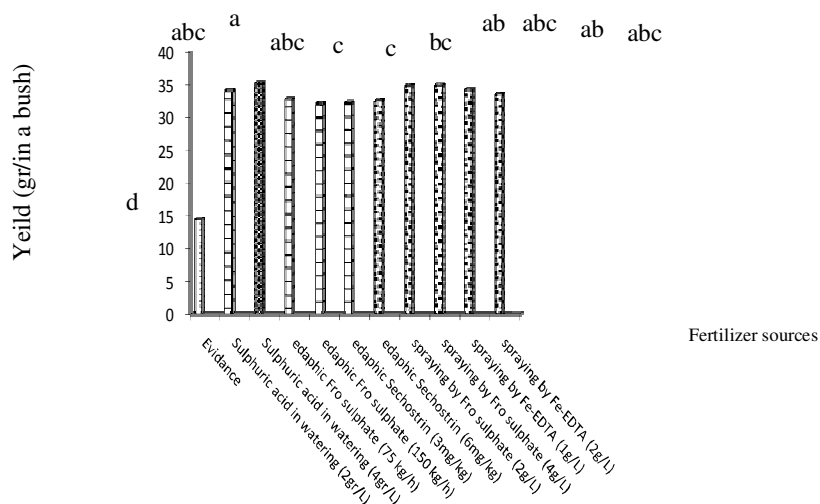 abc a abc c c bc ab abc ab abc
d
Yeild (gr/in a bush)
40
35
30
25
20
15
10
5
0
Evidance
Sulphuric acid in watering (2gr/L)
Sulphuric acid in watering (4gr/L)
edaphic Fro sulphate (75 kg/h)
edaphic Fro sulphate (150 kg/h)
edaphic Sechostrin (3mg/kg)
edaphic Sechostrin (6mg/kg)
spraying by Fro sulphate (2g/L)
spraying by Fro sulphate (4g/L)
spraying by Fe-EDTA (1g/L)
spraying by Fe-EDTA (2g/L)
Fertilizer sources